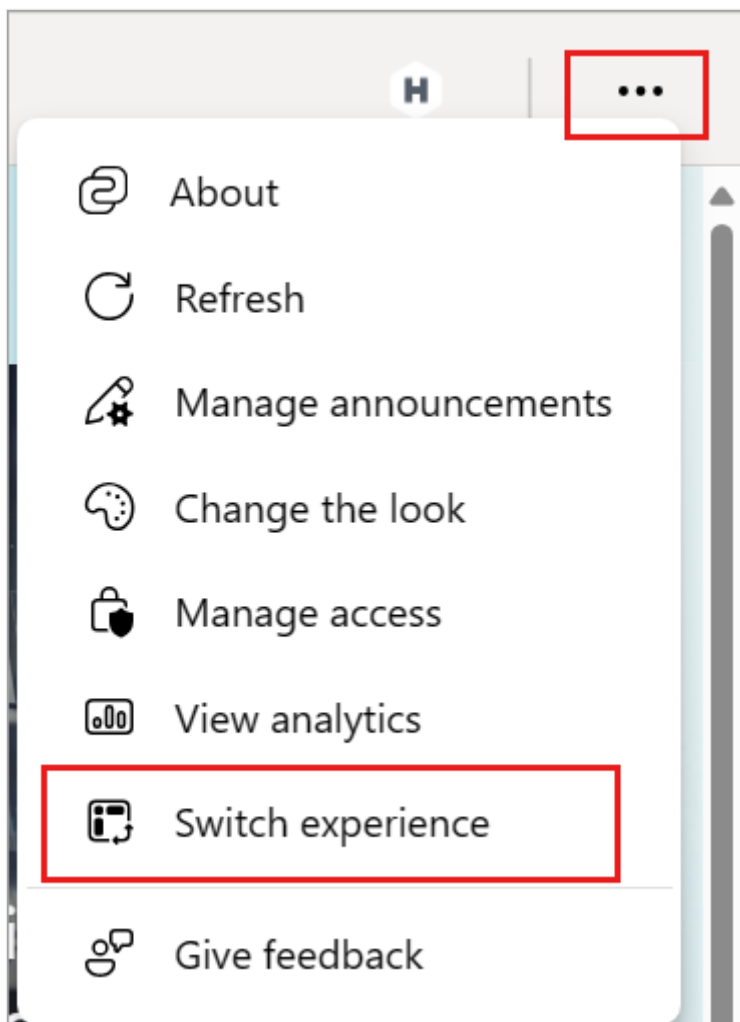 H
About
Refresh
Manage announcements
Change the look
Manage access
View analytics
Switch experience
Give feedback